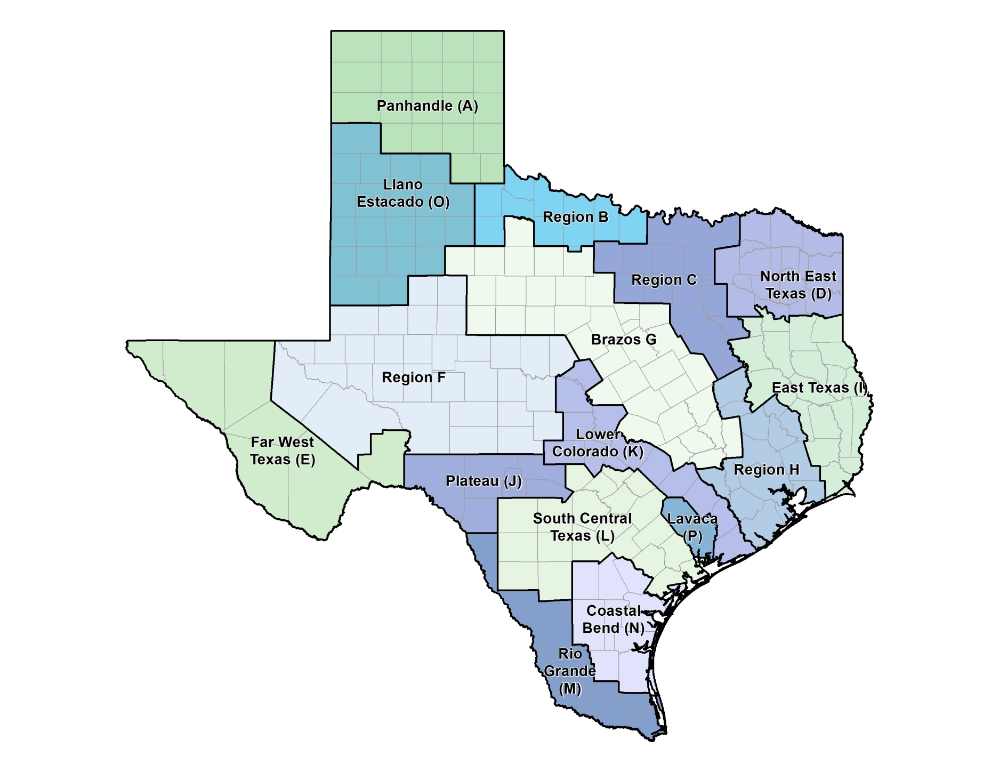 Panhandle (A)
Llano
Estacado (O)
Region B
Region C
North East
Texas (D)
Brazos G
Region F
East Texas (I)
Far West
Texas (E)
Lower
Colorado (K)
Region H
Plateau (J)
South Central
Texas (L)
Lavaca
(P)
Coastal
Bend (N)
Rio
Grande
(M)